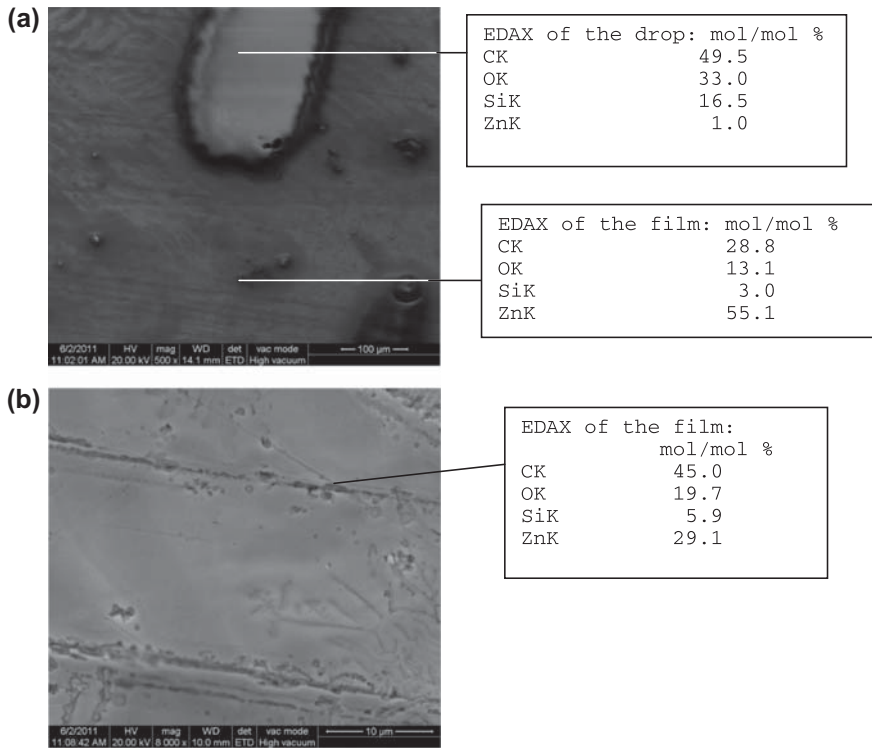 (a)
EDAX of the drop: mol/mol %
CK 49.5
OK 33.0
SiK 16.5
ZnK 1.0
EDAX of the film: mol/mol %
CK 28.8
OK 13.1
SiK 3.0
ZnK 55.1
6/2/2011 HV mag WD det vac mode 100 µm
11:02:01 AM 20.00 kV 500 x 14.1 mm ETD High vacuum
(b)
EDAX of the film:
mol/mol %
CK 45.0
OK 19.7
SiK 5.9
ZnK 29.1
6/2/2011 HV mag WD det vac mode 10 µm
11:08:42 AM 20.00 kV 8 000 x 10.0 mm ETD High vacuum